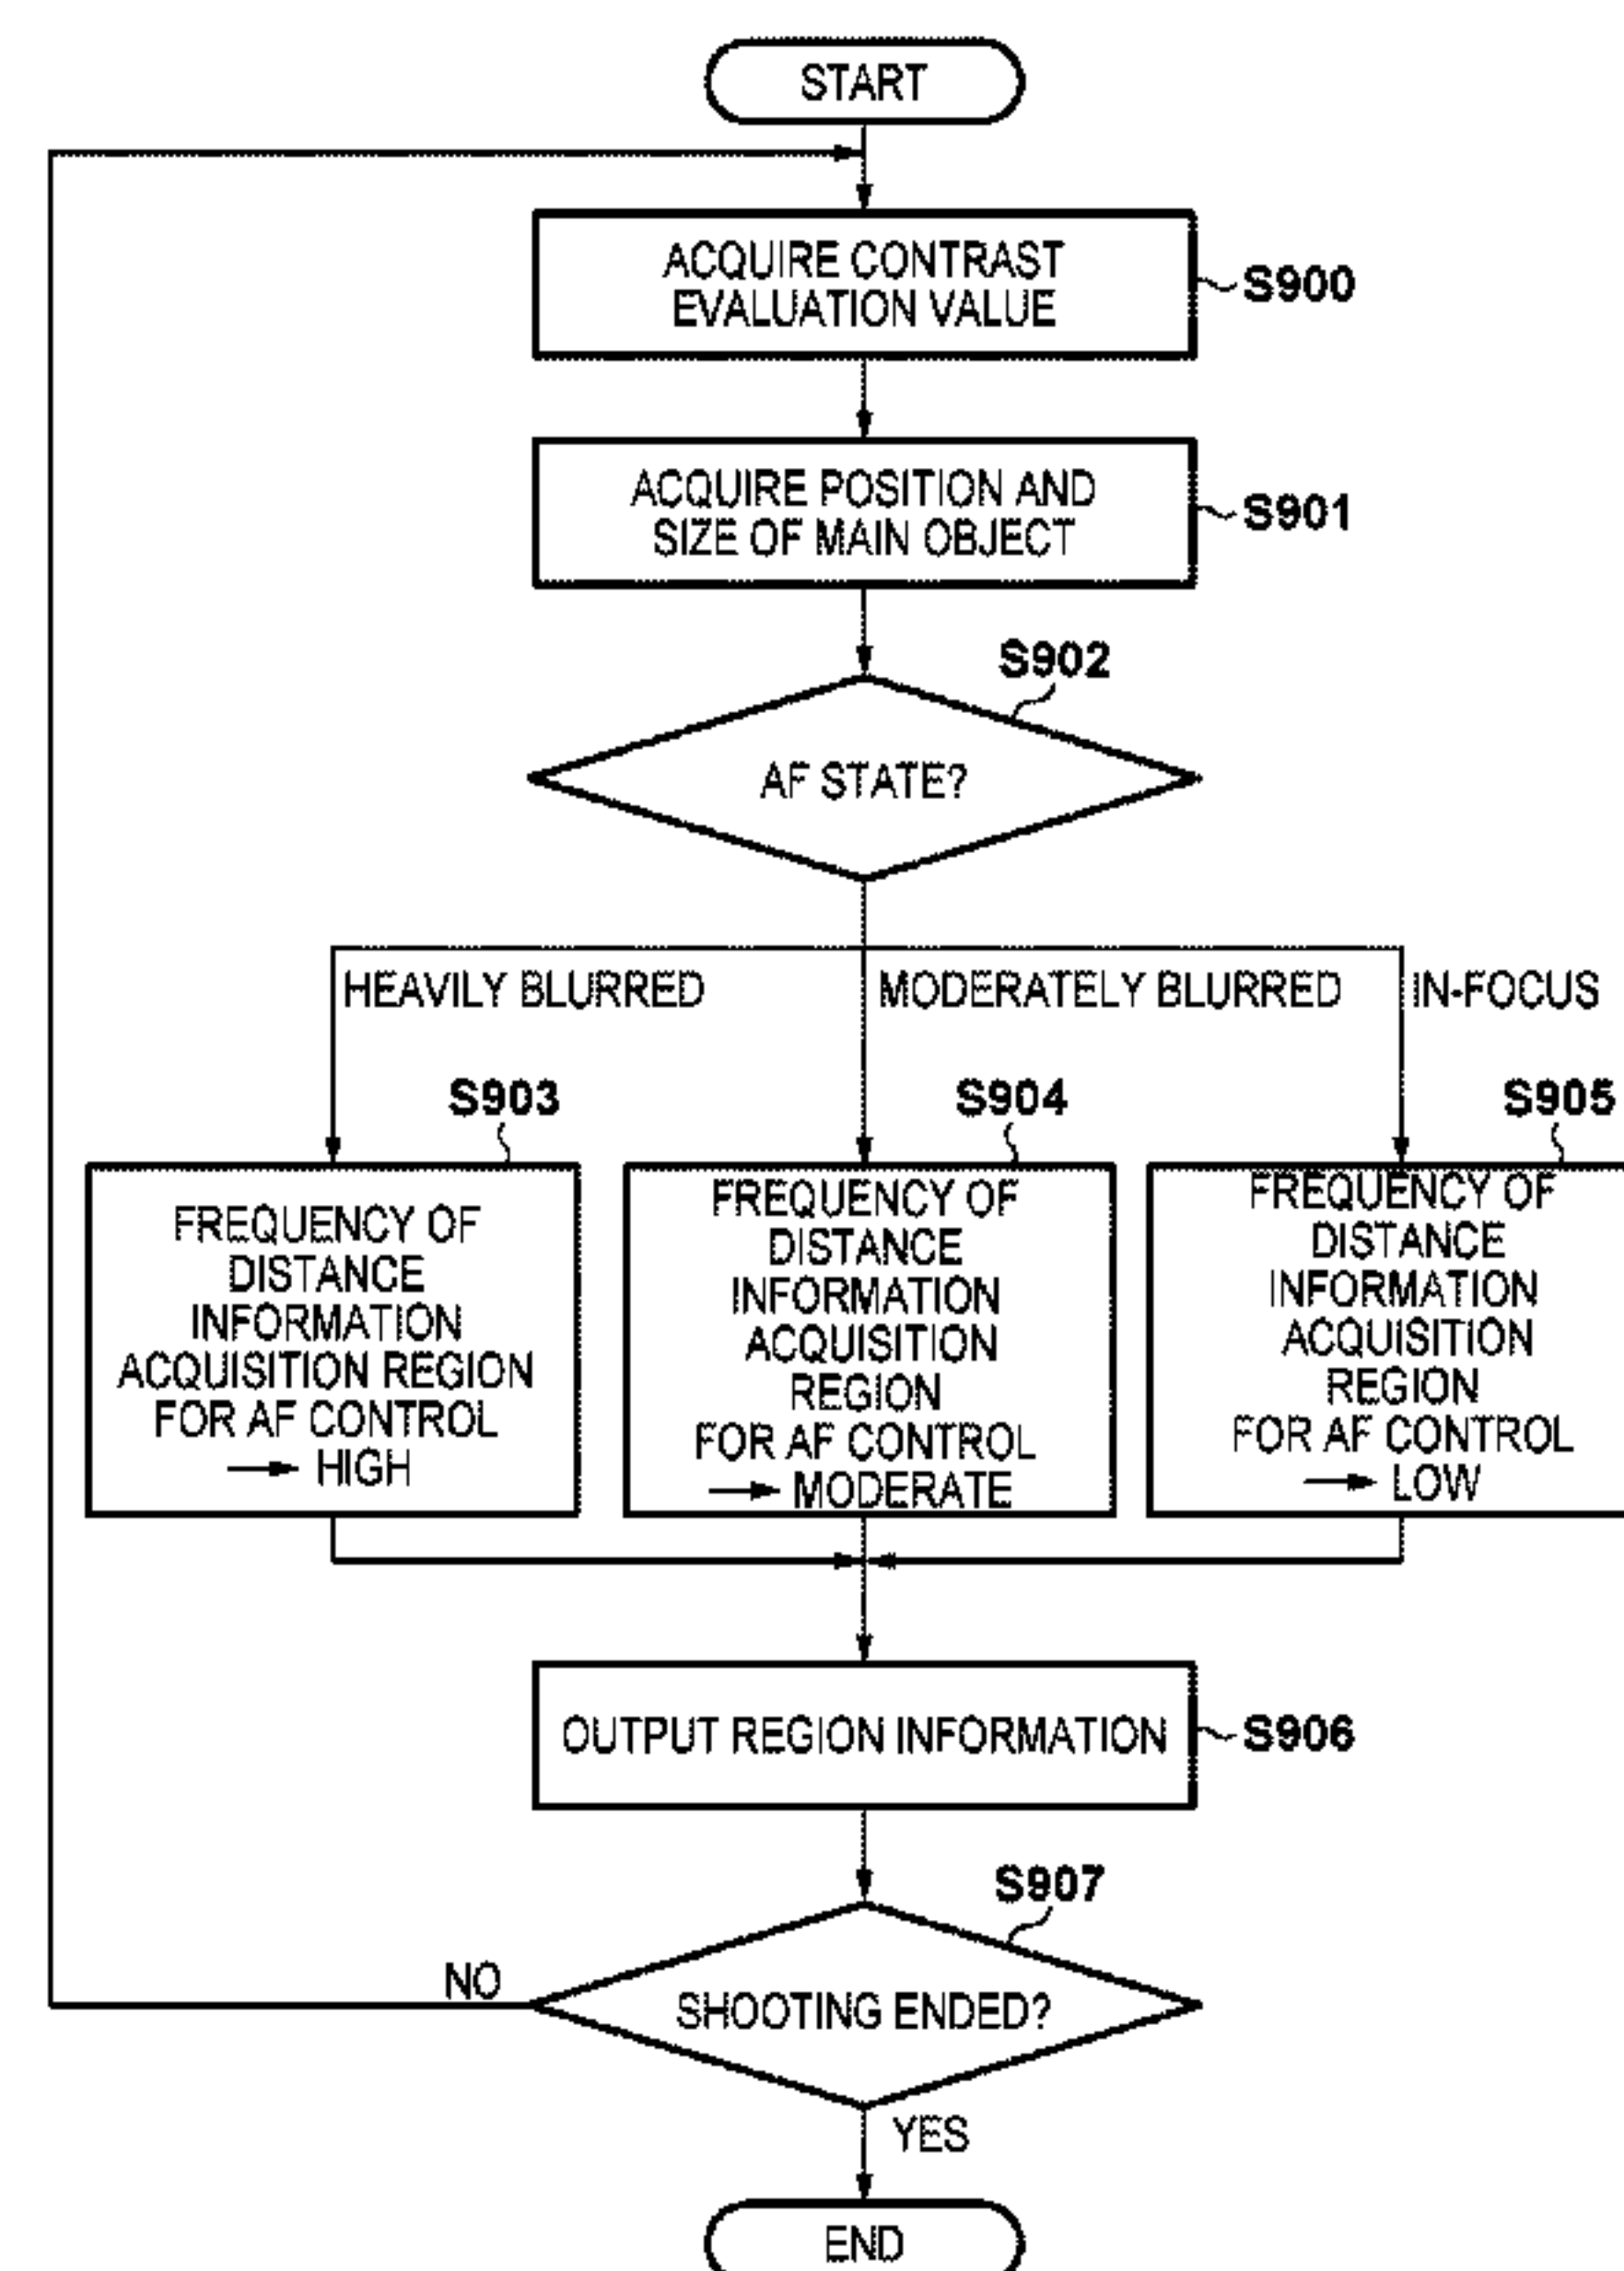 START
ACQUIRE CONTRAST
EVALUATION VALUE
S900
ACQUIRE POSITION AND
SIZE OF MAIN OBJECT
S901
S902
AF STATE?
HEAVILY BLURRED
MODERATELY BLURRED
IN-FOCUS
S903
FREQUENCY OF
DISTANCE
INFORMATION
ACQUISITION REGION
FOR AF CONTROL
→ HIGH
S904
FREQUENCY OF
DISTANCE
INFORMATION
ACQUISITION
REGION
FOR AF CONTROL
→ MODERATE
S905
FREQUENCY OF
DISTANCE
INFORMATION
ACQUISITION
REGION
FOR AF CONTROL
→ LOW
OUTPUT REGION INFORMATION
S906
S907
SHOOTING ENDED?
NO
YES
END